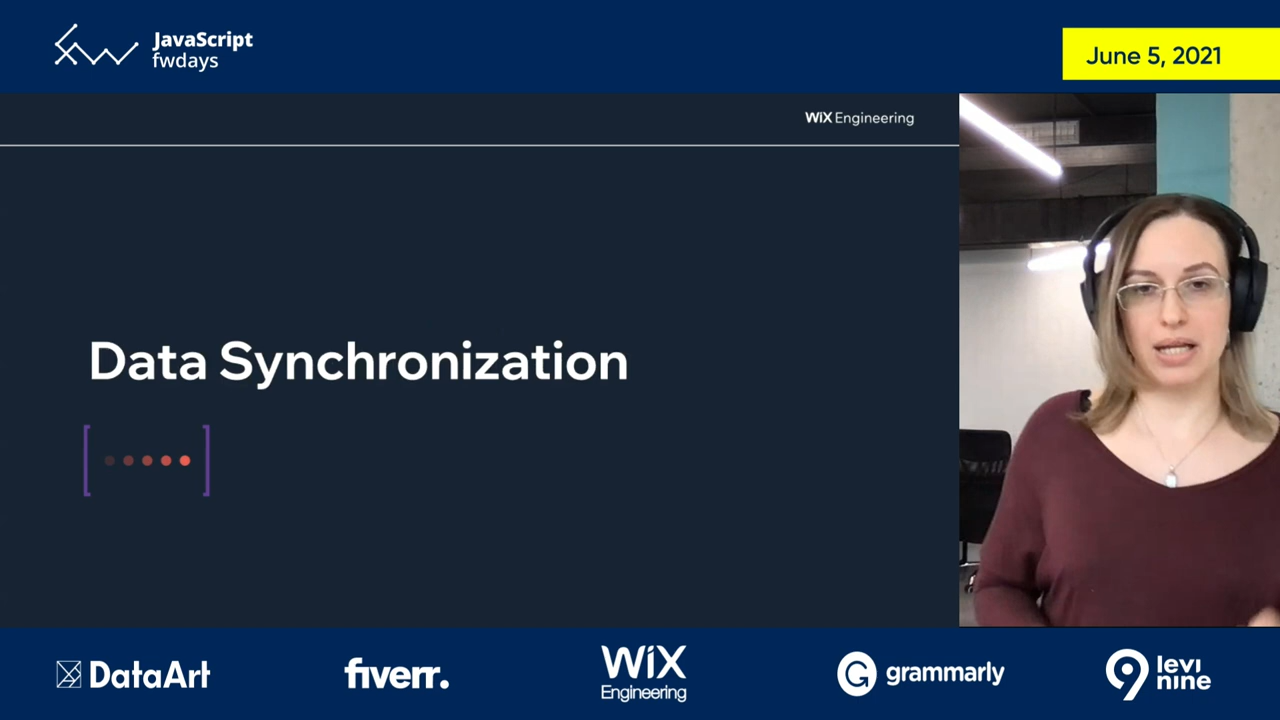 JavaScript
fwdays
June 5, 2021
WiX Engineering
Data Synchronization
DataArt
fiverr.
WiX
Engineering
grammarly
levi
nine